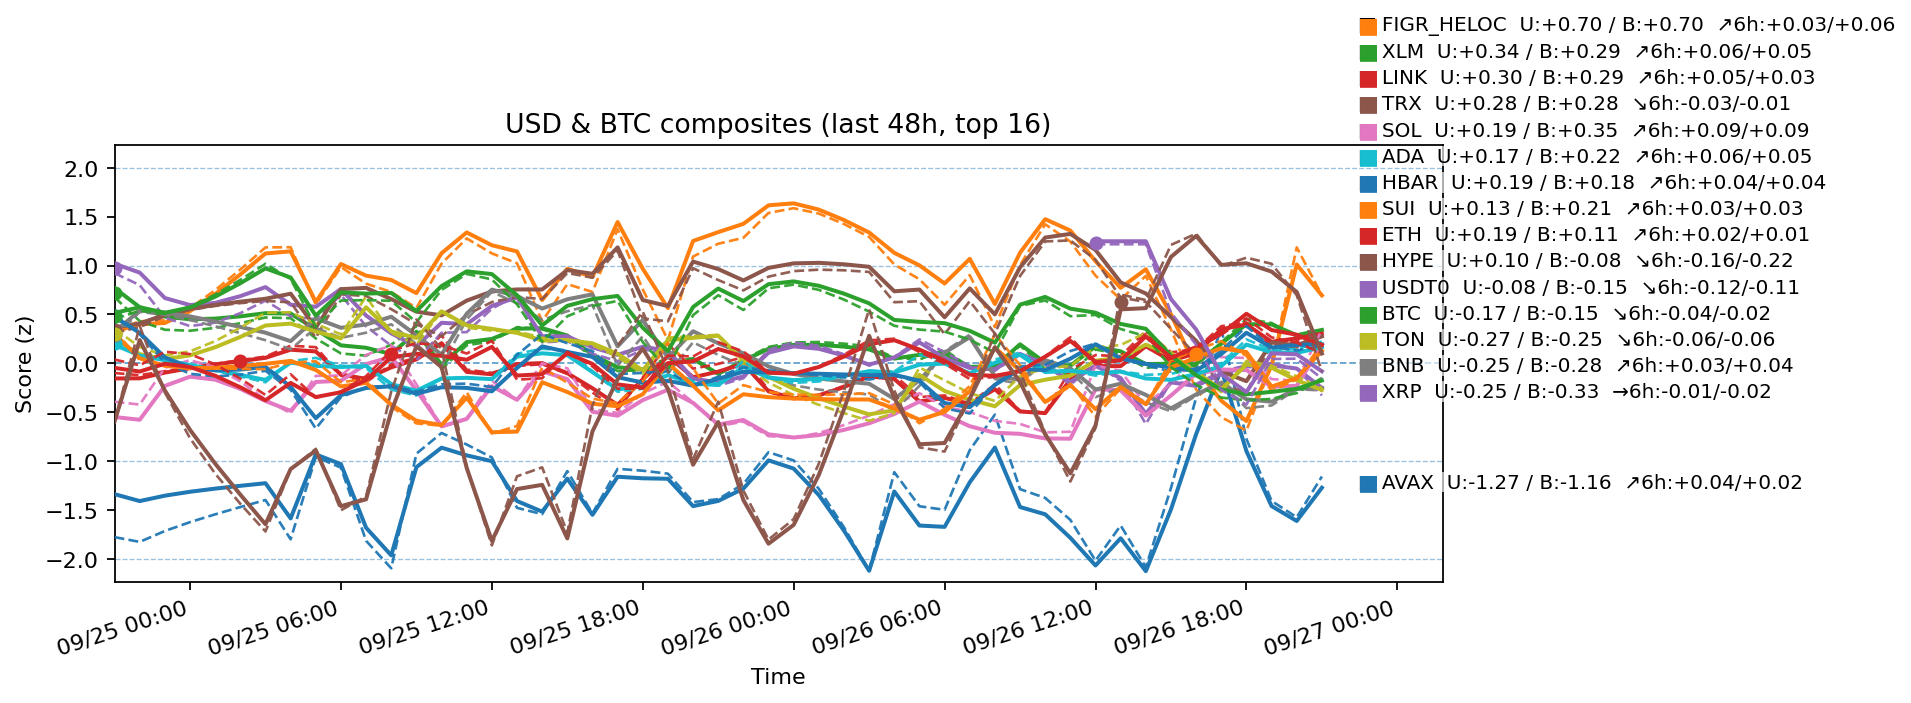 FIGR_HELOC U:+0.70 / B:+0.70 ↗6h:+0.03/+0.06
XLM U:+0.34 / B:+0.29 ↗6h:+0.06/+0.05
LINK U:+0.30 / B:+0.29 ↗6h:+0.05/+0.03
TRX U:+0.28 / B:+0.28 ↘6h:-0.03/-0.01
SOL U:+0.19 / B:+0.35 ↗6h:+0.09/+0.09
ADA U:+0.17 / B:+0.22 ↗6h:+0.06/+0.05
HBAR U:+0.19 / B:+0.18 ↗6h:+0.04/+0.04
SUI U:+0.13 / B:+0.21 ↗6h:+0.03/+0.03
ETH U:+0.19 / B:+0.11 ↗6h:+0.02/+0.01
HYPE U:+0.10 / B:-0.08 ↘6h:-0.16/-0.22
USDT0 U:-0.08 / B:-0.15 ↘6h:-0.12/-0.11
BTC U:-0.17 / B:-0.15 ↘6h:-0.04/-0.02
TON U:-0.27 / B:-0.25 ↘6h:-0.06/-0.06
BNB U:-0.25 / B:-0.28 ↗6h:+0.03/+0.04
XRP U:-0.25 / B:-0.33 →6h:-0.01/-0.02
AVAX U:-1.27 / B:-1.16 ↗6h:+0.04/+0.02
USD & BTC composites (last 48h, top 16)
Score (z)
2.0
1.5
1.0
0.5
0.0
−0.5
−1.0
−1.5
−2.0
09/25 00:00
09/25 06:00
09/25 12:00
09/25 18:00
09/26 00:00
09/26 06:00
09/26 12:00
09/26 18:00
09/27 00:00
Time